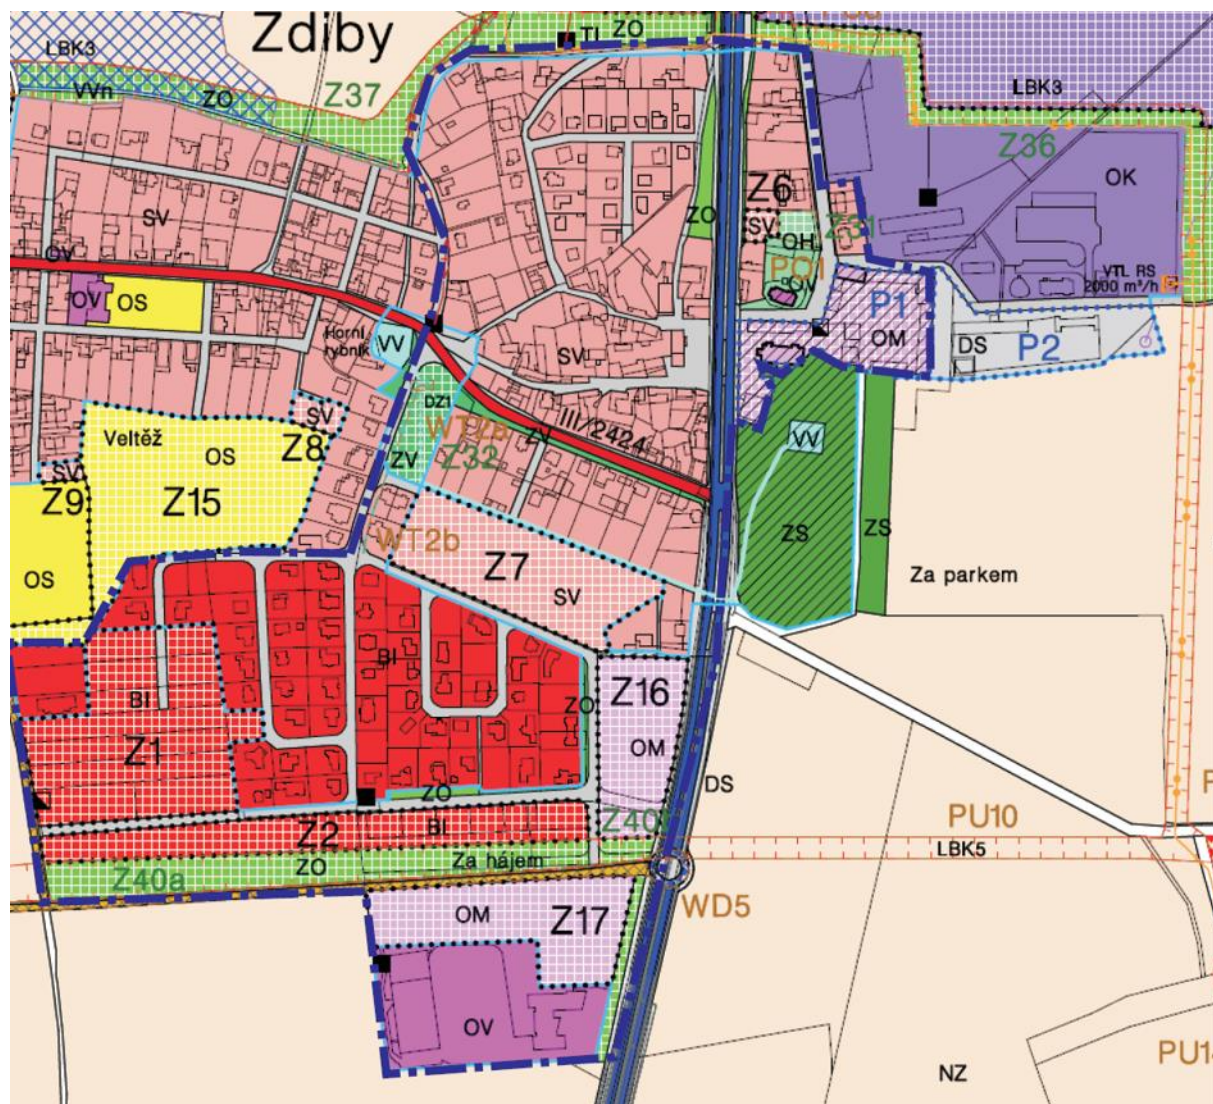 Zdiby
TI
ZO
LBK3
VVn
ZO
Z37
LBK3
Z36
OK
SV
Z6
ZO
SV
OH
Z31
PO1
OV
OV
OV
OS
P1
OM
VTL RS
2000 m³/h
DS
P2
Horní
rybník
VV
SV
DZ1
WT2a
III/2424
ZV
Z32
ZV
SV
Z8
Veltěž
OS
Z15
SV
Z9
OS
VV
ZS
ZS
WT2b
Z7
SV
Za parkem
BI
BI
Z1
ZO
Z16
OM
DS
ZO
Z2
BI
Z40
PU10
LBK5
Za hájem
ZO
Z40a
OM
Z17
WD5
OV
NZ